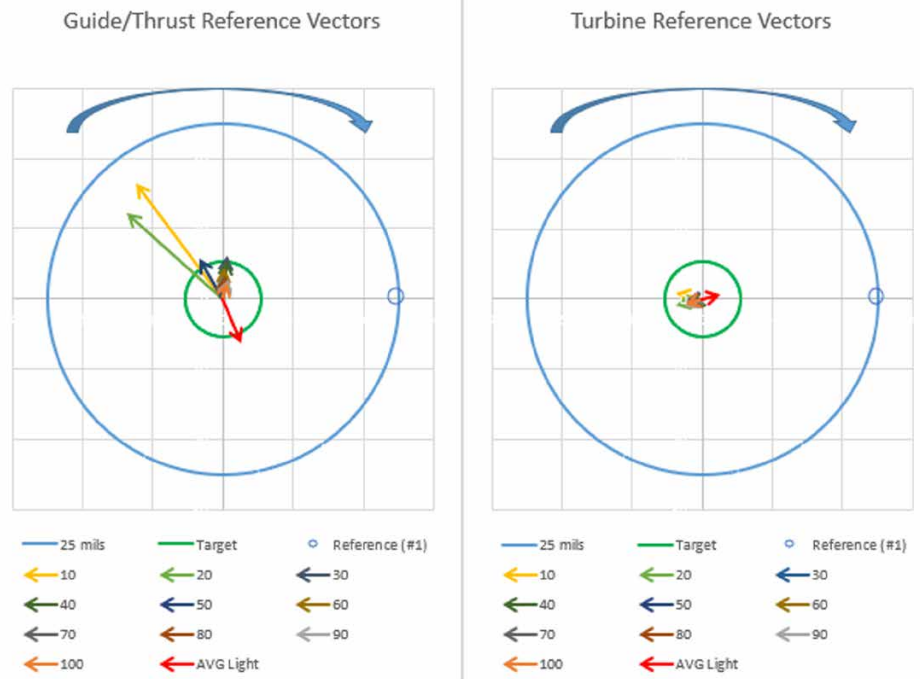 Guide/Thrust Reference Vectors
25 mils Target Reference (#1)
10 20 30
40 50 60
70 80 90
100 AVG Light
Turbine Reference Vectors
25 mils Target Reference (#1)
10 20 30
40 50 60
70 80 90
100 AVG Light